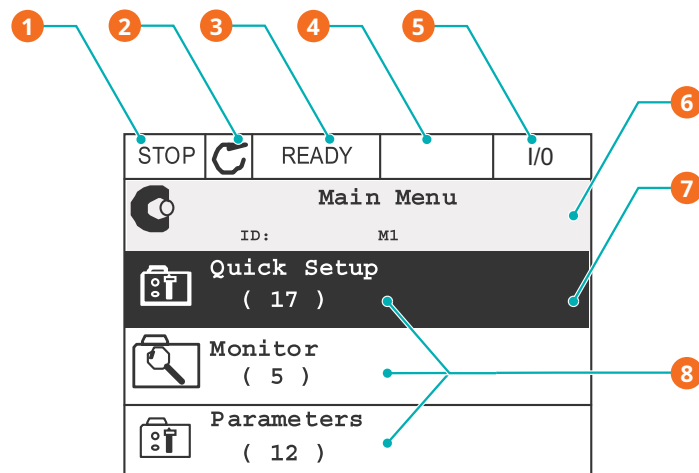 1 2 3 4 5
6
STOP READY I/0
Main Menu
7
ID: M1
Quick Setup
( 17 )
Monitor
( 5 )
8
Parameters
( 12 )